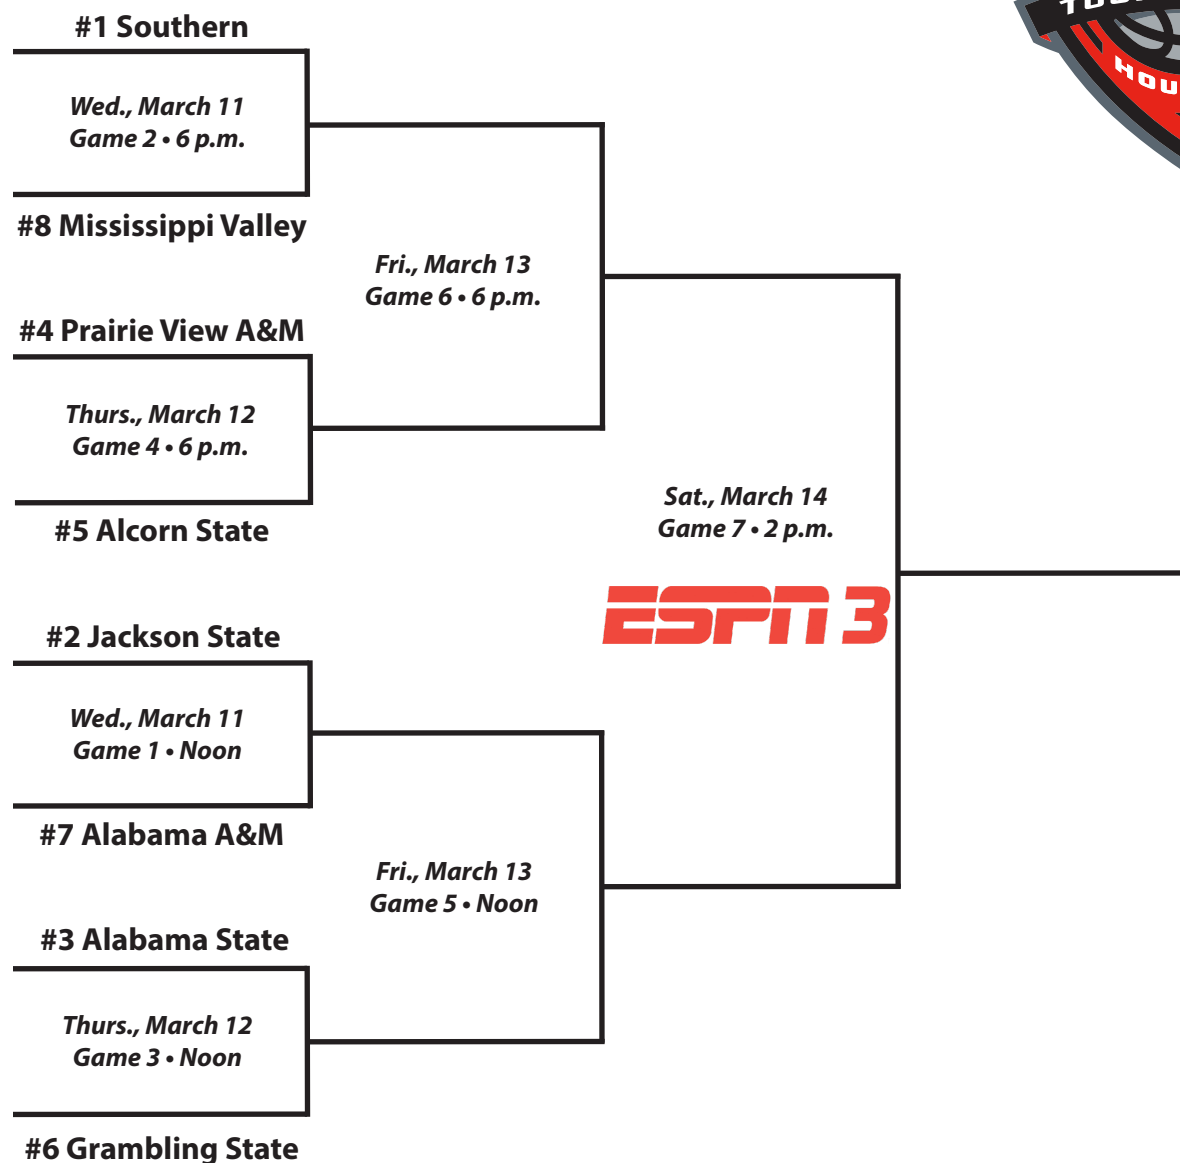 #1 Southern
Wed., March 11
Game 2 • 6 p.m.
#8 Mississippi Valley
Fri., March 13
Game 6 • 6 p.m.
#4 Prairie View A&M
Thurs., March 12
Game 4 • 6 p.m.
#5 Alcorn State
Sat., March 14
Game 7 • 2 p.m.
ESPN 3
#2 Jackson State
Wed., March 11
Game 1 • Noon
#7 Alabama A&M
Fri., March 13
Game 5 • Noon
#3 Alabama State
Thurs., March 12
Game 3 • Noon
#6 Grambling State